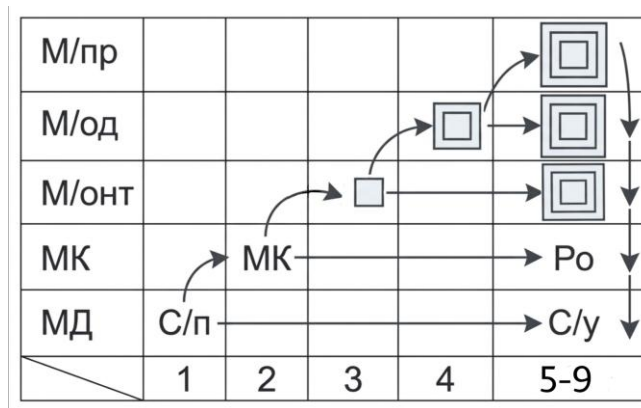 М/пр
М/од
М/онт
МК МК Ро
МД С/п С/у
1 2 3 4 5-9